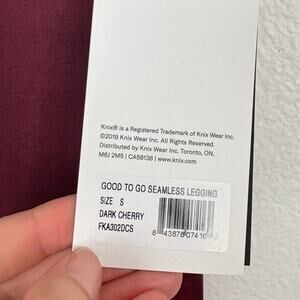 Knix® is a Registered Trademark of Knix Wear Inc.
©2019 Knix Wear Inc. All Rights Reserved.
Distributed by Knix Wear Inc. Toronto, ON,
M6J 2M5 | CA58138 | www.knix.com
GOOD TO GO SEAMLESS LEGGING
SIZE S
DARK CHERRY
FKA302DCS